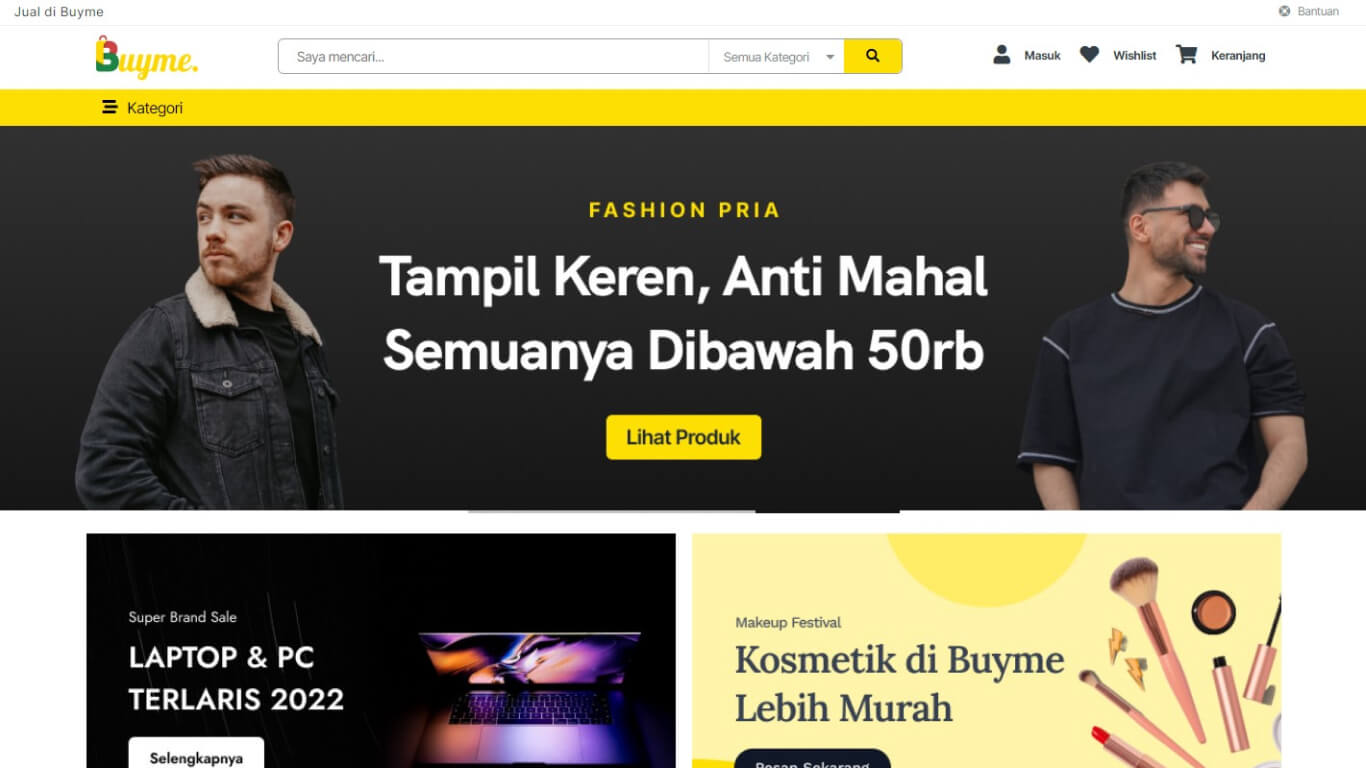 Jual di Buyme
Bantuan
Buyme.
Saya mencari...
Semua Kategori
Masuk
Wishlist
Keranjang
Kategori
FASHION PRIA
Tampil Keren, Anti Mahal
Semuanya Dibawah 50rb
Lihat Produk
Super Brand Sale
LAPTOP & PC
TERLARIS 2022
Selengkapnya
Makeup Festival
Kosmetik di Buyme
Lebih Murah
Pesan Sekarang